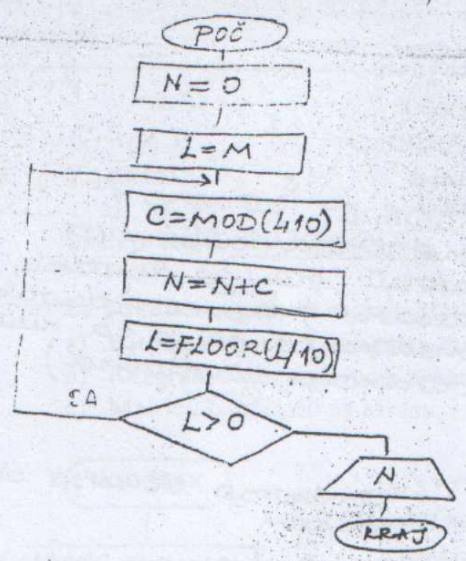 POČ
N = 0
L = M
C = MOD(L,10)
N = N+C
L=FLOOR(L/10)
DA
L > 0
N
KRAJ